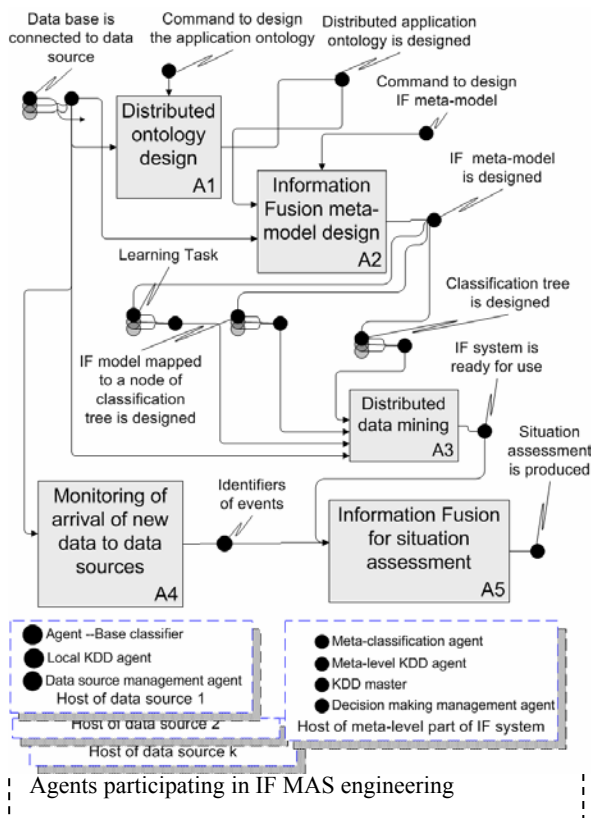 Data base is
connected to data
source
Command to design
the application ontology
Distributed application
ontology is designed
Command to design
IF meta-model
Distributed
ontology
design
A1
Information
Fusion meta-
model design
A2
IF meta-model
is designed
Learning Task
Classification tree
is designed
IF model mapped
to a node of
classification
tree is designed
IF system is
ready for use
Distributed
data mining
A3
Situation
assessment
is produced
Monitoring of
arrival of new
data to data
sources
A4
Identifiers
of events
Information Fusion
for situation
assessment
A5
Agent --Base classifier
Local KDD agent
Data source management agent
Host of data source 1
Host of data source 2
Host of data source k
Meta-classification agent
Meta-level KDD agent
KDD master
Decision making management agent
Host of meta-level part of IF system
Agents participating in IF MAS engineering